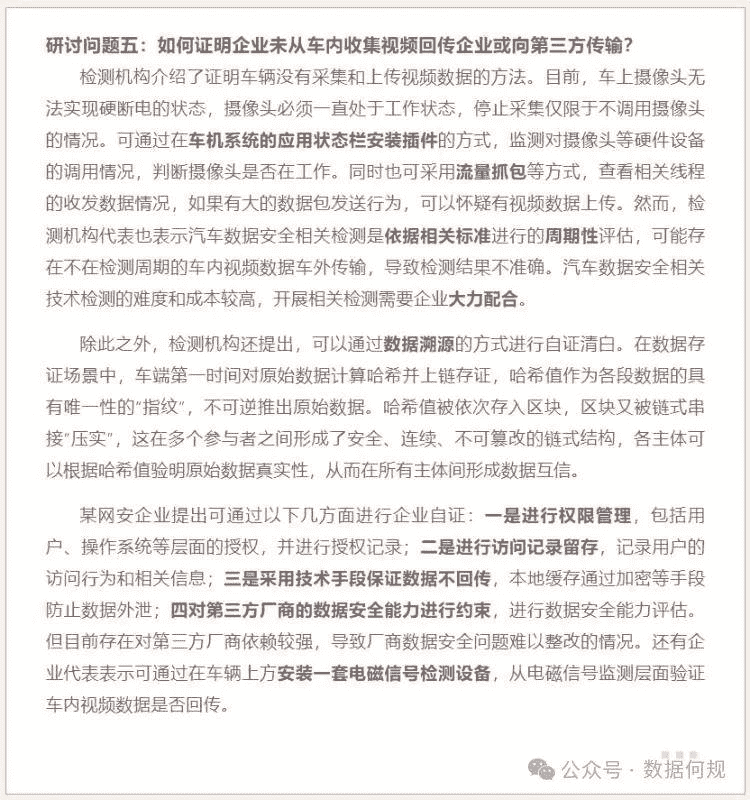 研讨问题五：如何证明企业未从车内收集视频回传企业或向第三方传输？
检测机构介绍了证明车辆没有采集和上传视频数据的方法。目前，车上摄像头无
法实现硬断电的状态，摄像头必须一直处于工作状态，停止采集仅限于不调用摄像头
的情况。可通过在车机系统的应用状态栏安装插件的方式，监测对摄像头等硬件设备
的调用情况，判断摄像头是否在工作。同时也可采用流量抓包等方式，查看相关线程
的收发数据情况，如果有大的数据包发送行为，可以怀疑有视频数据上传。然而，检
测机构代表也表示汽车数据安全相关检测是依据相关标准进行的周期性评估，可能存
在不在检测周期的车内视频数据车外传输，导致检测结果不准确。汽车数据安全相关
技术检测的难度和成本较高，开展相关检测需要企业大力配合。
除此之外，检测机构还提出，可以通过数据溯源的方式进行自证清白。在数据存
证场景中，车端第一时间对原始数据计算哈希并上链存证，哈希值作为各段数据的具
有唯一性的“指纹”，不可逆推出原始数据。哈希值被依次存入区块，区块又被链式串
接“压实”，这在多个参与者之间形成了安全、连续、不可篡改的链式结构，各主体可
以根据哈希值验明原始数据真实性，从而在所有主体间形成数据互信。
某网安企业提出可通过以下几方面进行企业自证：一是进行权限管理，包括用
户、操作系统等层面的授权，并进行授权记录；二是进行访问记录留存，记录用户的
访问行为和相关信息；三是采用技术手段保证数据不回传，本地缓存通过加密等手段
防止数据外泄；四对第三方厂商的数据安全能力进行约束，进行数据安全能力评估。
但目前存在对第三方厂商依赖较强，导致厂商数据安全问题难以整改的情况。还有企
业代表表示可通过在车辆上方安装一套电磁信号检测设备，从电磁信号监测层面验证
车内视频数据是否回传。
公众号 · 数据何规